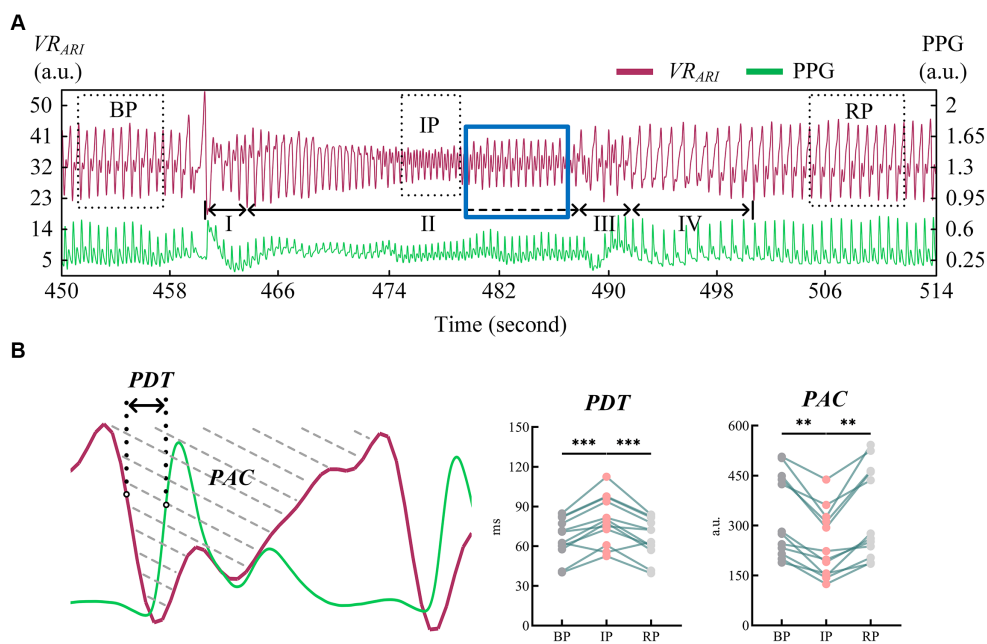 A
VR_ARI
(a.u.)
PPG
(a.u.)
VR_ARI PPG
50 41 32 23 14 5
2 1.65 1.3 0.95 0.6 0.25
BP IP RP
I II III IV
450 458 466 474 482 490 498 506 514
Time (second)
B
PDT
PAC
PDT
*** ***
150
120
90
60
30
0
ms
BP IP RP
PAC
** **
600
450
300
150
0
a.u.
BP IP RP